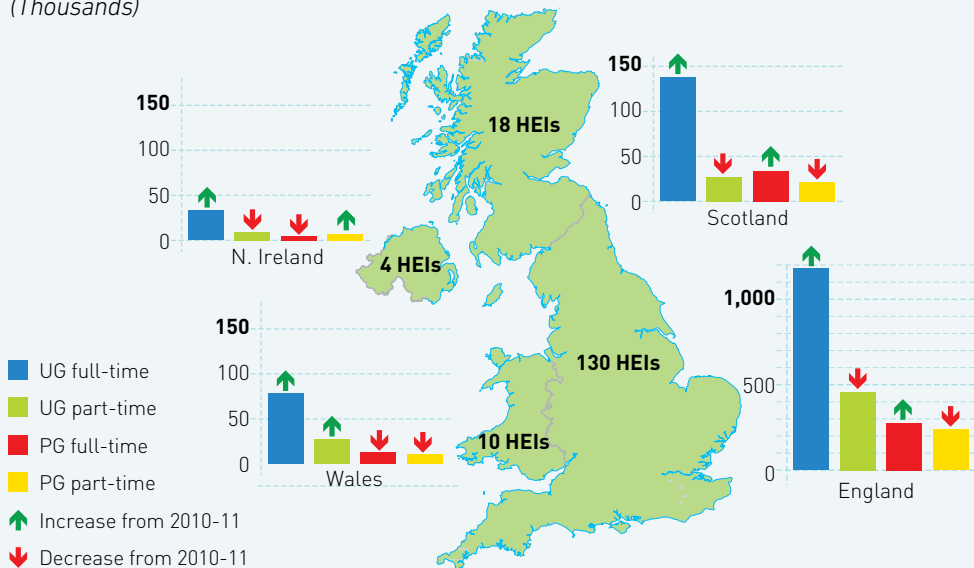 (Thousands)
18 HEIs
150
100
50
0
Scotland
150
100
50
0
N. Ireland
4 HEIs
150
100
50
0
Wales
1,000
500
0
England
130 HEIs
10 HEIs
UG full-time
UG part-time
PG full-time
PG part-time
Increase from 2010-11
Decrease from 2010-11